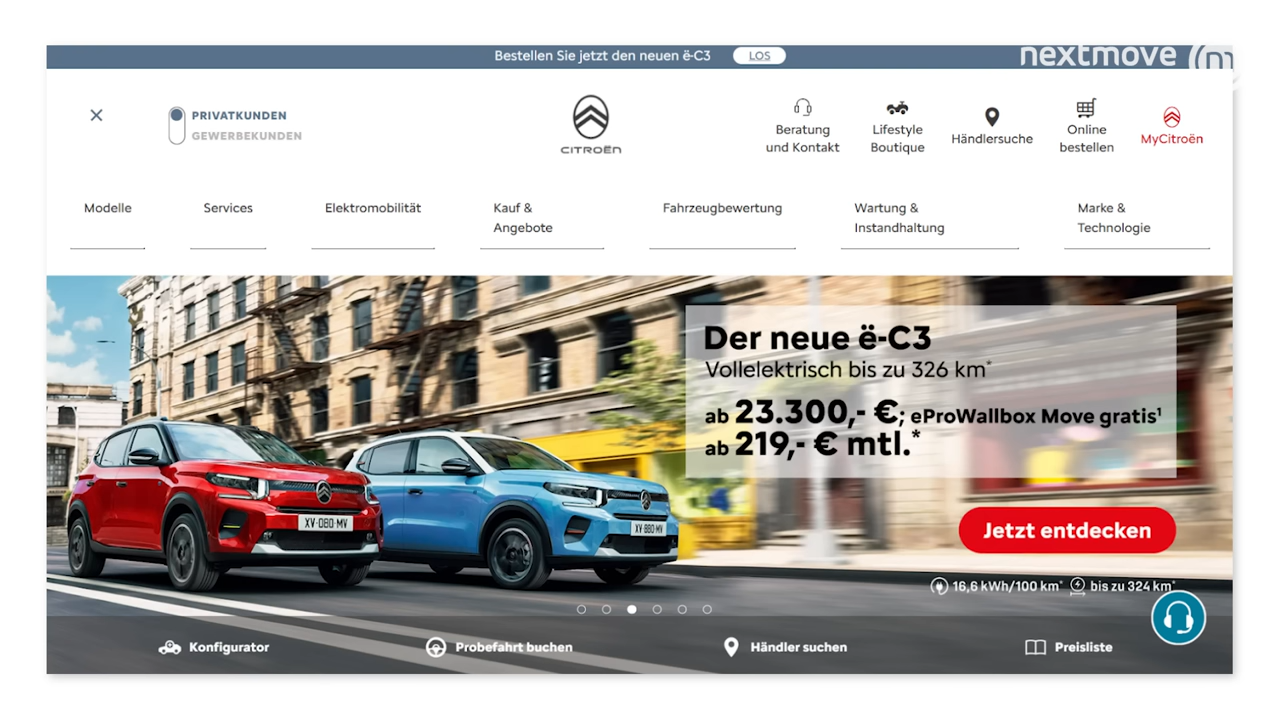 Bestellen Sie jetzt den neuen ë-C3 LOS
nextmove
PRIVATKUNDEN
GEWERBEKUNDEN
CITROËN
Beratung
und Kontakt
Lifestyle
Boutique
Händlersuche
Online
bestellen
MyCitroën
Modelle
Services
Elektromobilität
Kauf &
Angebote
Fahrzeugbewertung
Wartung &
Instandhaltung
Marke &
Technologie
Der neue ë-C3
Vollelektrisch bis zu 326 km*
ab 23.300,- €; eProWallbox Move gratis¹
ab 219,- € mtl.*
XV-080-MV
XV-880-MV
Jetzt entdecken
16,6 kWh/100 km* bis zu 324 km*
Konfigurator
Probefahrt buchen
Händler suchen
Preisliste